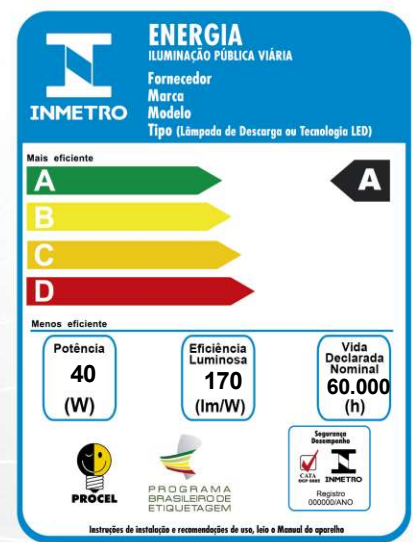 ENERGIA
ILUMINAÇÃO PÚBLICA VIÁRIA
INMETRO
Fornecedor
Marca
Modelo
Tipo (Lâmpada de Descarga ou Tecnologia LED)
Mais eficiente
A
A
B
C
D
Menos eficiente
Potência
40
(W)
Eficiência
Luminosa
170
(lm/W)
Vida
Declarada
Nominal
60.000
(h)
PROCEL
PROGRAMA
BRASILEIRO DE
ETIQUETAGEM
Segurança
Desempenho
CATA
INMETRO
Registro
000000/ANO
Instruções de instalação e recomendações de uso, leia o Manual do aparelho